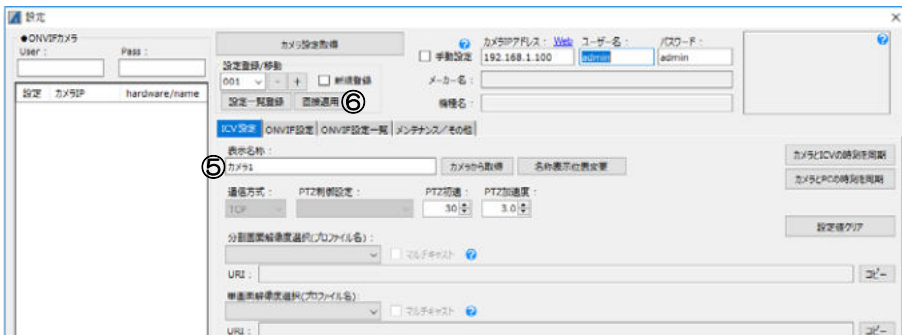 設定
●ONVIFカメラ
User :
Pass :
設定 カメラIP hardware/name
カメラ設定取得
設定登録/移動
001 - + 新規登録
設定一覧登録 直接適用 ⑥
手動設定
カメラIPアドレス : Web ユーザー名 : パスワード :
192.168.1.100 admin admin
メーカー名 :
機種名 :
ICV設定 ONVIF設定 ONVIF設定一覧 メンテナンス/その他
表示名称 :
⑤ カメラ1 カメラから取得 名称表示位置変更
通信方式 : PTZ制御設定 : PTZ初速 : PTZ加速度 :
TCP 30 3.0
分割画面解像度選択(プロファイル名) :
マルチキャスト
URI : コピー
単画面解像度選択(プロファイル名)
マルチキャスト
URI : コピー
カメラとICVの時刻を同期
カメラとPCの時刻を同期
設定値クリア